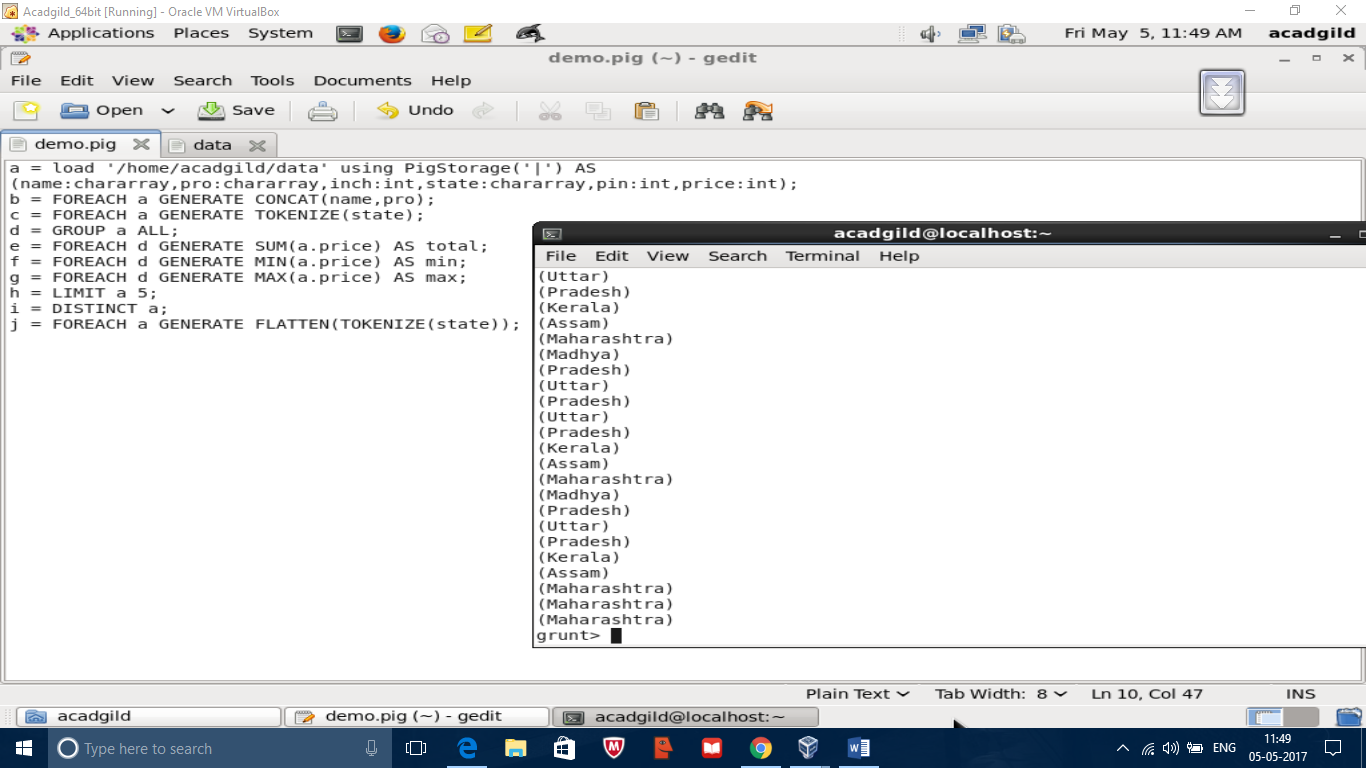 Acadgild_64bit [Running] - Oracle VM VirtualBox
Applications Places System Fri May 5, 11:49 AM acadgild
demo.pig (~) - gedit
File Edit View Search Tools Documents Help
Open Save Undo
demo.pig data
a = load '/home/acadgild/data' using PigStorage('|') AS
(name:chararray,pro:chararray,inch:int,state:chararray,pin:int,price:int);
b = FOREACH a GENERATE CONCAT(name,pro);
c = FOREACH a GENERATE TOKENIZE(state);
d = GROUP a ALL;
e = FOREACH d GENERATE SUM(a.price) AS total;
f = FOREACH d GENERATE MIN(a.price) AS min;
g = FOREACH d GENERATE MAX(a.price) AS max;
h = LIMIT a 5;
i = DISTINCT a;
j = FOREACH a GENERATE FLATTEN(TOKENIZE(state));
acadgild@localhost:~
File Edit View Search Terminal Help
(Uttar)
(Pradesh)
(Kerala)
(Assam)
(Maharashtra)
(Madhya)
(Pradesh)
(Uttar)
(Pradesh)
(Uttar)
(Pradesh)
(Kerala)
(Assam)
(Maharashtra)
(Madhya)
(Pradesh)
(Uttar)
(Pradesh)
(Kerala)
(Assam)
(Maharashtra)
(Maharashtra)
(Maharashtra)
grunt>
Plain Text Tab Width: 8 Ln 10, Col 47 INS
acadgild demo.pig (~) - gedit acadgild@localhost:~
Type here to search ENG 11:49
05-05-2017